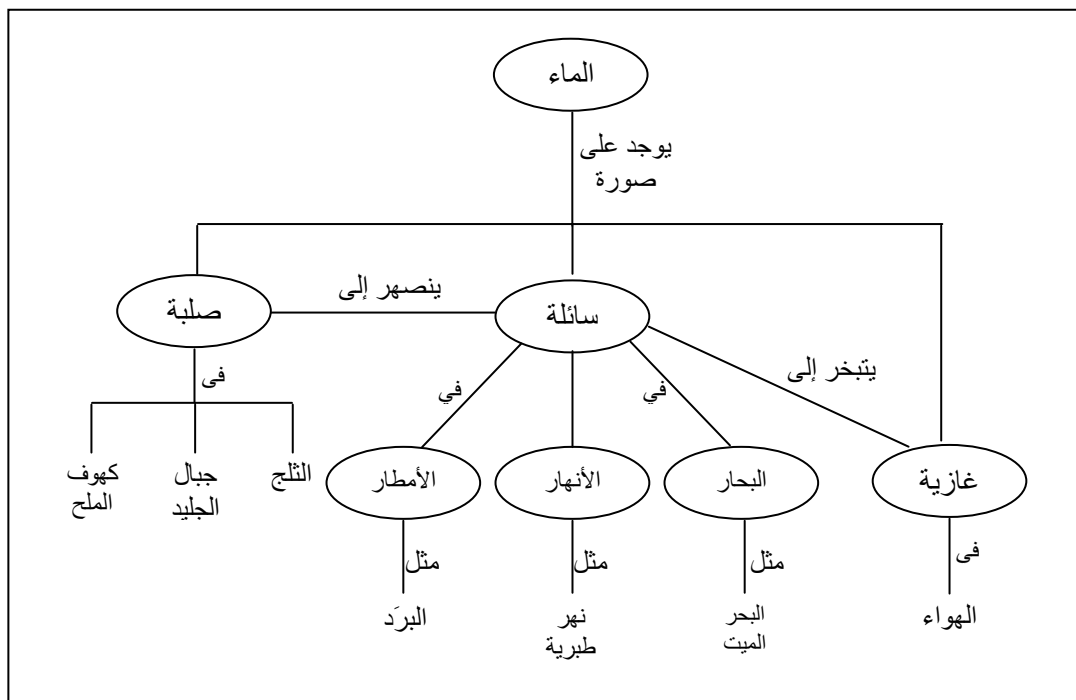 الماء
يوجد على
صورة
غازية
سائلة
صلبة
ينصهر إلى
يتبخر إلى
في
في
فى
فى
البحار
الأنهار
الأمطار
الثلج
جبال
الجليد
كهوف
الملح
مثل
مثل
مثل
الهواء
البحر
الميت
نهر
طبرية
البرَد